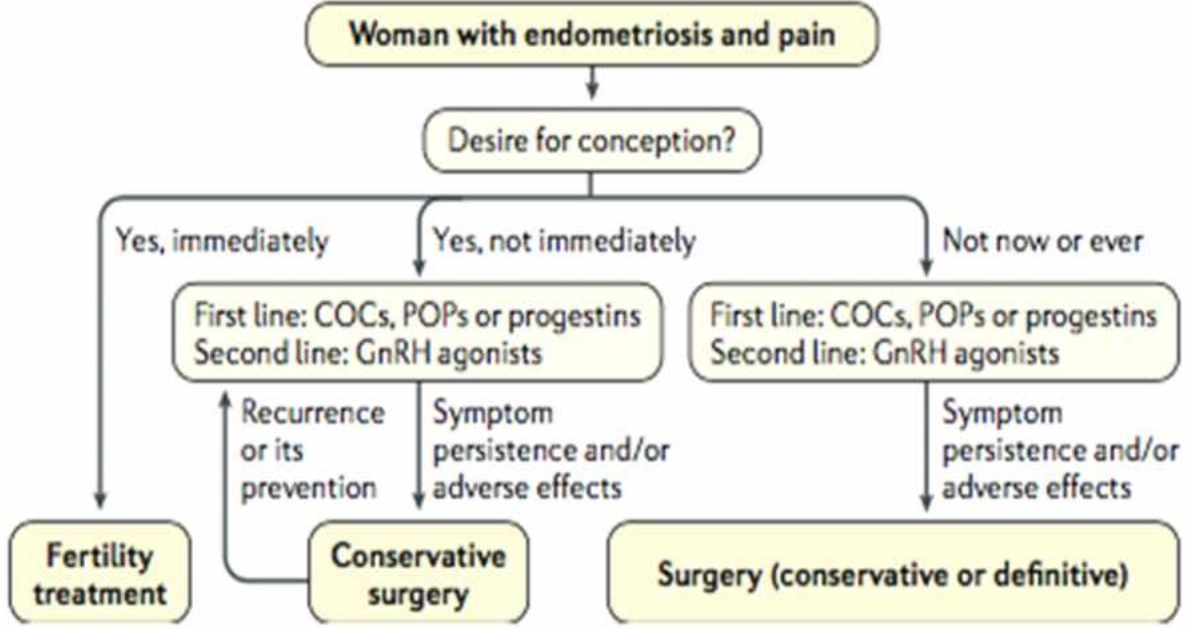 Woman with endometriosis and pain
Desire for conception?
Yes, immediately
Yes, not immediately
Not now or ever
First line: COCs, POPs or progestins
Second line: GnRH agonists
First line: COCs, POPs or progestins
Second line: GnRH agonists
Recurrence
or its
prevention
Symptom
persistence and/or
adverse effects
Symptom
persistence and/or
adverse effects
Fertility
treatment
Conservative
surgery
Surgery (conservative or definitive)